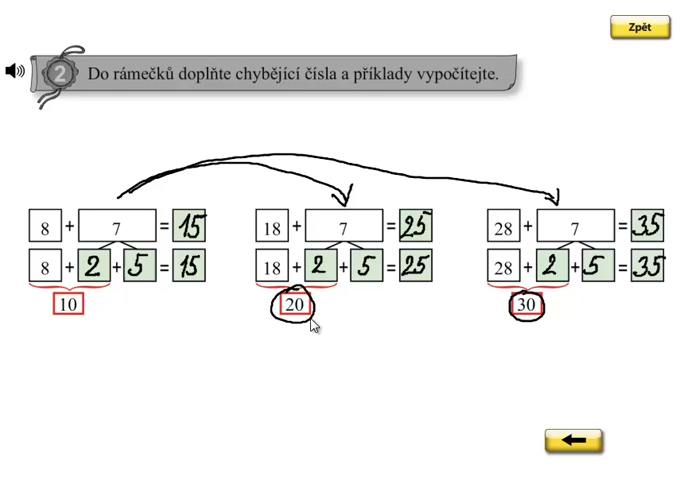 Zpět
2 Do rámečků doplňte chybějící čísla a příklady vypočítejte.
8 + 7 = 15
8 + 2 + 5 = 15
10
18 + 7 = 25
18 + 2 + 5 = 25
20
28 + 7 = 35
28 + 2 + 5 = 35
30